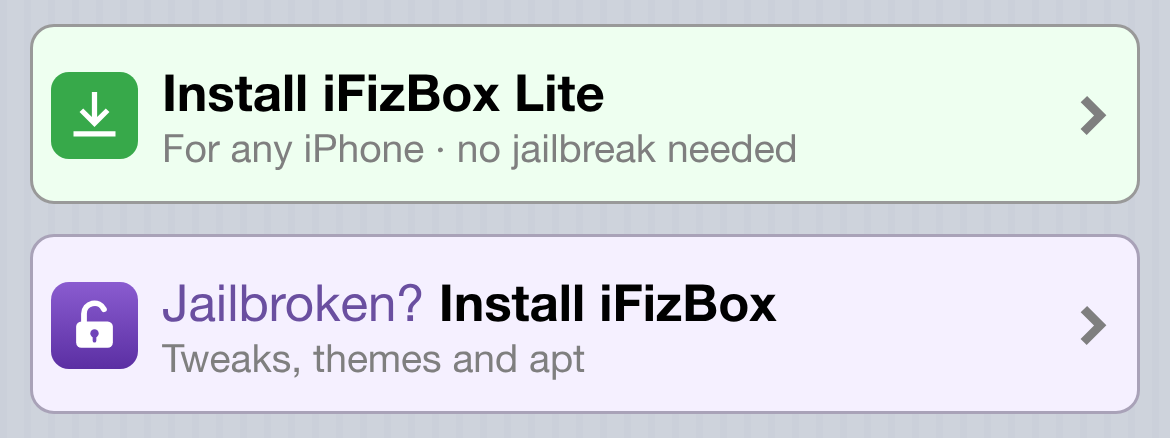 Install iFizBox Lite
For any iPhone · no jailbreak needed
Jailbroken? Install iFizBox
Tweaks, themes and apt